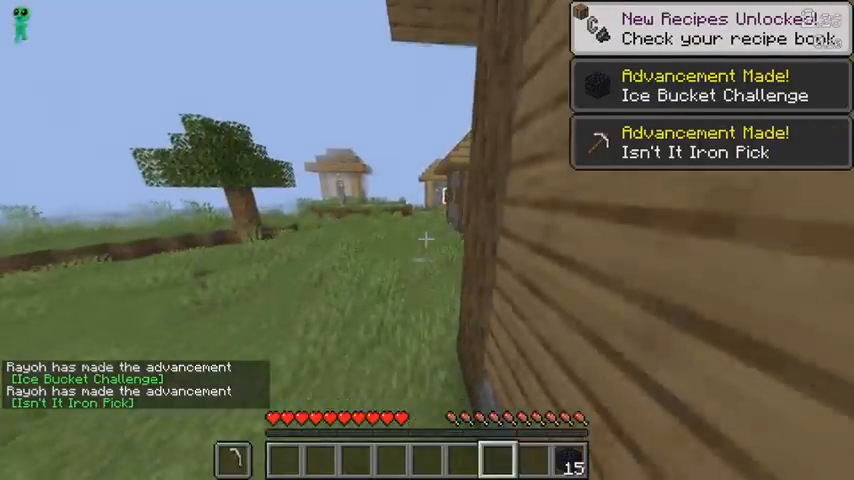 New Recipes Unlocked!
Check your recipe book
Advancement Made!
Ice Bucket Challenge
Advancement Made!
Isn't It Iron Pick
Rayoh has made the advancement
[Ice Bucket Challenge]
Rayoh has made the advancement
[Isn't It Iron Pick]
15